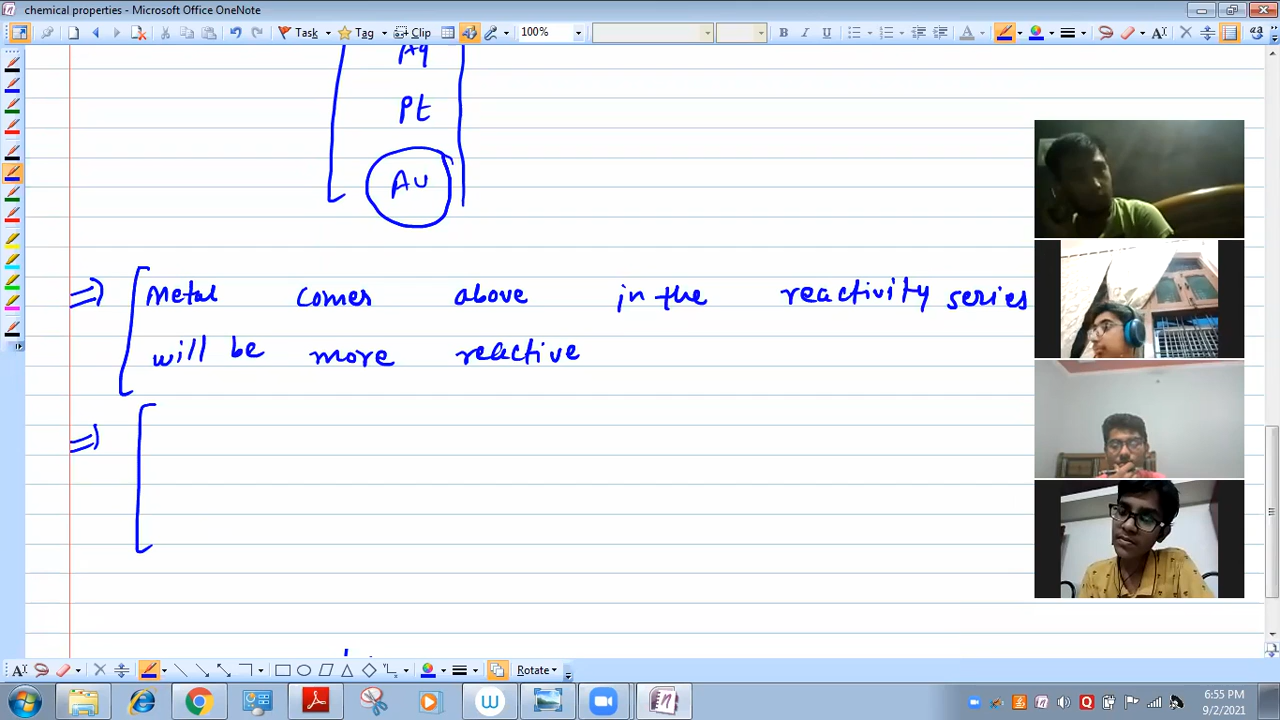 chemical properties - Microsoft Office OneNote
Task
Tag
Clip
100%
B I U
Ag
Pt
Au
⇒) Metal comes above in the reactivity series
will be more reactive
⇒)
Rotate
6:55 PM
9/2/2021